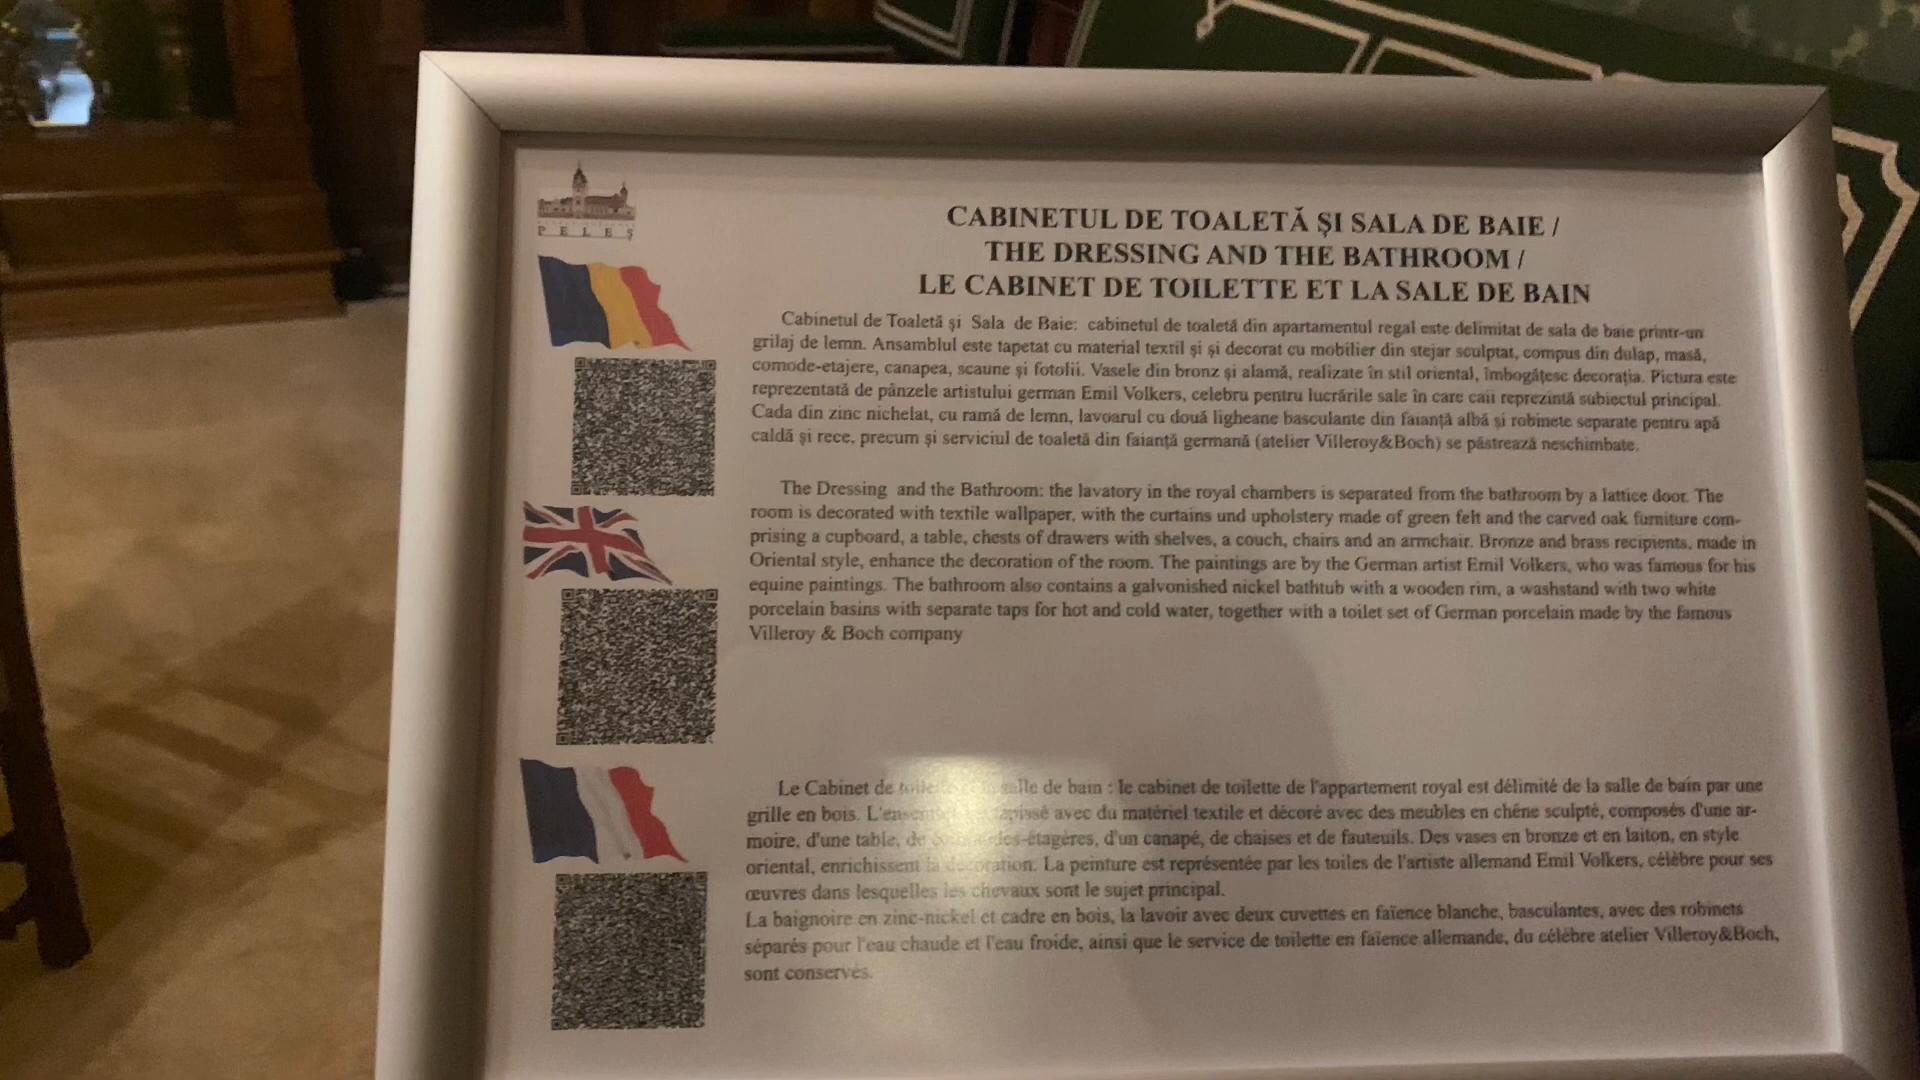 PELEȘ
CABINETUL DE TOALETĂ ȘI SALA DE BAIE /
THE DRESSING AND THE BATHROOM /
LE CABINET DE TOILETTE ET LA SALE DE BAIN
Cabinetul de Toaletă și Sala de Baie: cabinetul de toaletă din apartamentul regal este delimitat de sala de baie printr-un
grilaj de lemn. Ansamblul este tapetat cu material textil și și decorat cu mobilier din stejar sculptat, compus din dulap, masă,
comode-etajere, canapea, scaune și fotolii. Vasele din bronz și alamă, realizate în stil oriental, îmbogățesc decorația. Pictura este
reprezentată de pânzele artistului german Emil Volkers, celebru pentru lucrările sale în care caii reprezintă subiectul principal.
Cada din zinc nichelat, cu ramă de lemn, lavoarul cu două ligheane basculante din faianță albă și robinete separate pentru apă
caldă și rece, precum și serviciul de toaletă din faianță germană (atelier Villeroy&Boch) se păstrează neschimbate.
The Dressing and the Bathroom: the lavatory in the royal chambers is separated from the bathroom by a lattice door. The
room is decorated with textile wallpaper, with the curtains und upholstery made of green felt and the carved oak furniture com-
prising a cupboard, a table, chests of drawers with shelves, a couch, chairs and an armchair. Bronze and brass recipients, made in
Oriental style, enhance the decoration of the room. The paintings are by the German artist Emil Volkers, who was famous for his
equine paintings. The bathroom also contains a galvonished nickel bathtub with a wooden rim, a washstand with two white
porcelain basins with separate taps for hot and cold water, together with a toilet set of German porcelain made by the famous
Villeroy & Boch company
Le Cabinet de salle de bain : le cabinet de toilette de l'appartement royal est délimité de la salle de bain par une
grille en bois. tapissé avec du matériel textile et décoré avec des meubles en chêne sculpté, composés d'une ar-
moire, d'une table, d'un canapé, de chaises et de fauteuils. Des vases en bronze et en laiton, en style
oriental, enrichissent la décoration. La peinture est représentée par les toiles de l'artiste allemand Emil Volkers, célèbre pour ses
œuvres dans lesquelles les chevaux sont le sujet principal.
La baignoire en zinc-nickel et cadre en bois, la lavoir avec deux cuvettes en faïence blanche, basculantes, avec des robinets
séparés pour l'eau chaude et l'eau froide, ainsi que le service de toilette en faïence allemande, du célèbre atelier Villeroy&Boch,
sont conservés.